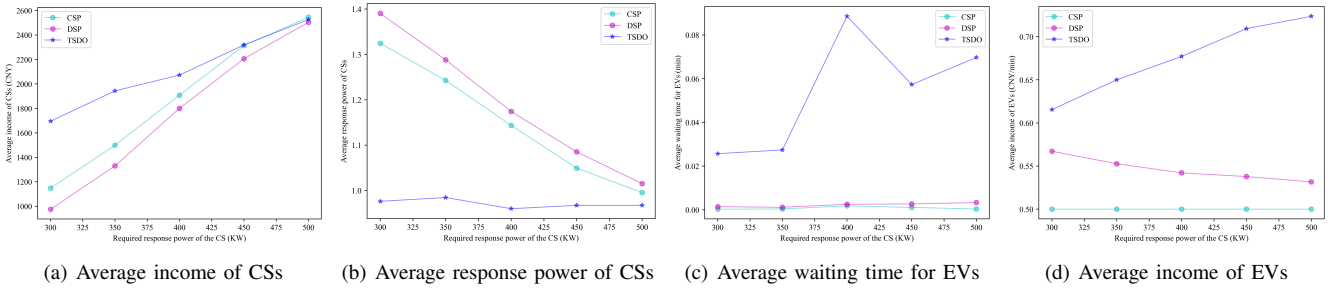 2600
2400
2200
2000
1800
1600
1400
1200
1000
Average income of CSs (CNY)
CSP
DSP
TSDO
300 325 350 375 400 425 450 475 500
Required response power of the CS (KW)
(a) Average income of CSs
1.4
1.3
1.2
1.1
1.0
Average response power of CSs
CSP
DSP
TSDO
300 325 350 375 400 425 450 475 500
Required response power of the CS (KW)
(b) Average response power of CSs
0.08
0.06
0.04
0.02
0.00
Average waiting time for EVs (min)
CSP
DSP
TSDO
300 325 350 375 400 425 450 475 500
Required response power of the CS (KW)
(c) Average waiting time for EVs
0.70
0.65
0.60
0.55
0.50
Average income of EVs (CNY/min)
CSP
DSP
TSDO
300 325 350 375 400 425 450 475 500
Required response power of the CS (KW)
(d) Average income of EVs